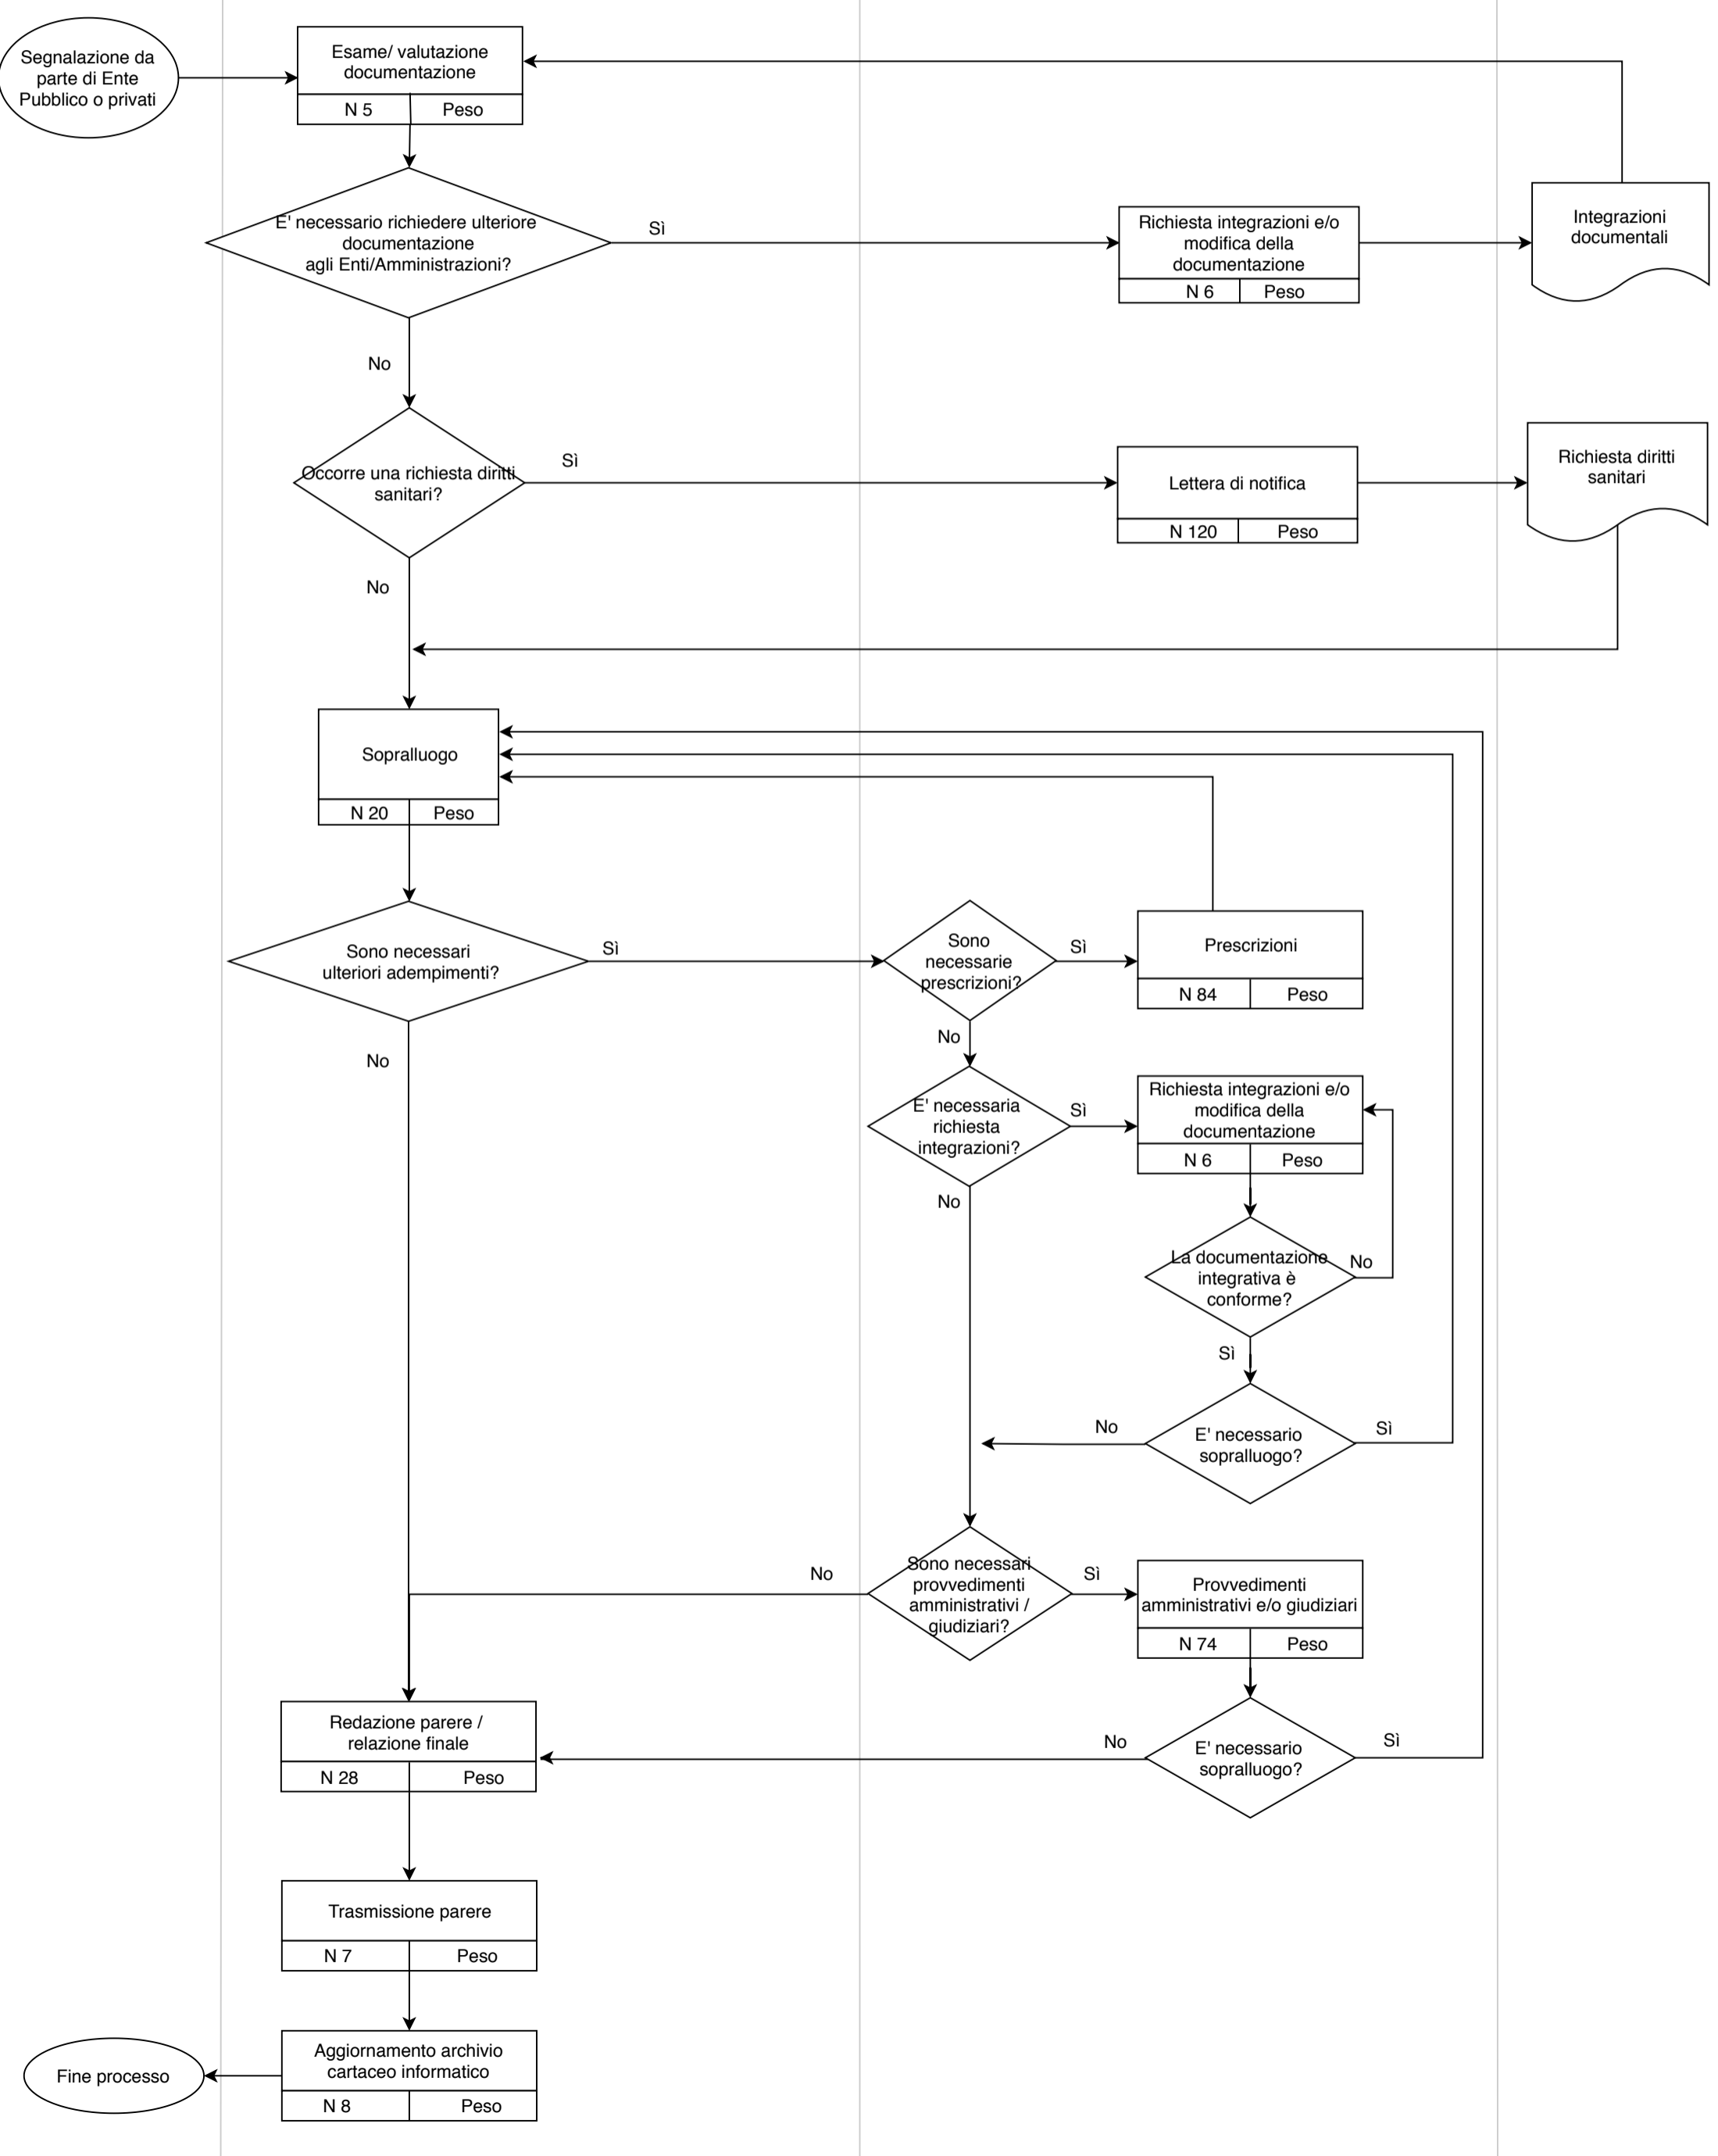 Segnalazione da
parte di Ente
Pubblico o privati
Esame/ valutazione
documentazione
N 5
Peso
E' necessario richiedere ulteriore
documentazione
agli Enti/Amministrazioni?
Sì
Richiesta integrazioni e/o
modifica della
documentazione
N 6
Peso
Integrazioni
documentali
No
Occorre una richiesta diritti
sanitari?
Sì
Lettera di notifica
N 120
Peso
Richiesta diritti
sanitari
No
Sopralluogo
N 20
Peso
Sono necessari
ulteriori adempimenti?
Sì
Sono
necessarie
prescrizioni?
Sì
Prescrizioni
N 84
Peso
No
No
E' necessaria
richiesta
integrazioni?
Sì
Richiesta integrazioni e/o
modifica della
documentazione
N 6
Peso
No
La documentazione
integrativa è
conforme?
No
Sì
E' necessario
sopralluogo?
No
Sì
Sono necessari
provvedimenti
amministrativi /
giudiziari?
No
Sì
Provvedimenti
amministrativi e/o giudiziari
N 74
Peso
Redazione parere /
relazione finale
N 28
Peso
No
E' necessario
sopralluogo?
Sì
Trasmissione parere
N 7
Peso
Aggiornamento archivio
cartaceo informatico
N 8
Peso
Fine processo